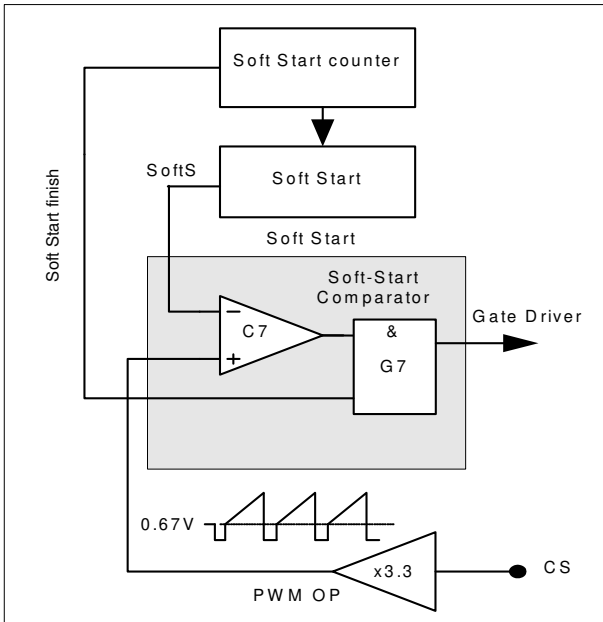 Soft Start counter
SoftS
Soft Start
Soft Start finish
Soft Start
Soft-Start
Comparator
Gate Driver
−
C7
+
&
G7
0.67V
x3.3
CS
PWM OP